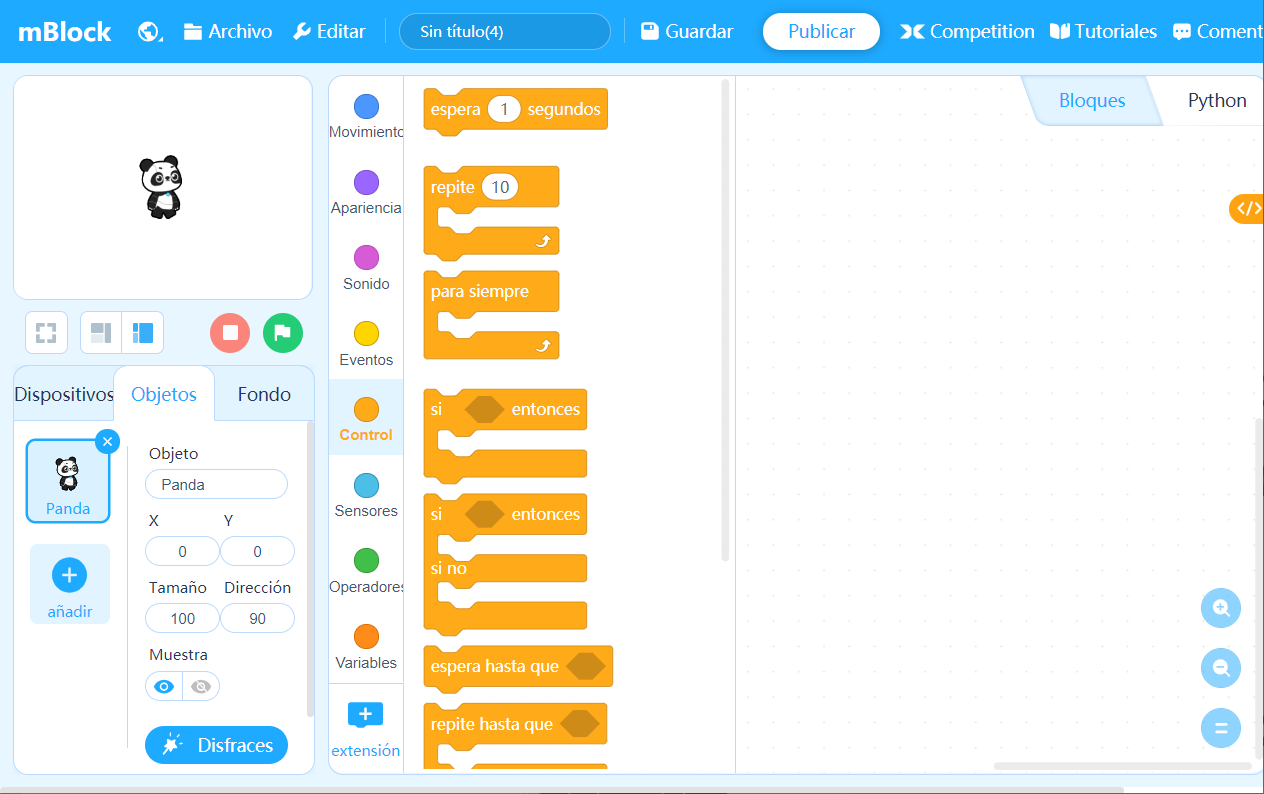 mBlock
Archivo
Editar
Sin título(4)
Guardar
Publicar
Competition
Tutoriales
Coment
Dispositivos
Objetos
Fondo
Panda
añadir
Objeto
Panda
X Y
0 0
Tamaño Dirección
100 90
Muestra
Disfraces
Movimiento
Apariencia
Sonido
Eventos
Control
Sensores
Operadores
Variables
extensión
espera 1 segundos
repite 10
para siempre
si entonces
si entonces
si no
espera hasta que
repite hasta que
Bloques
Python